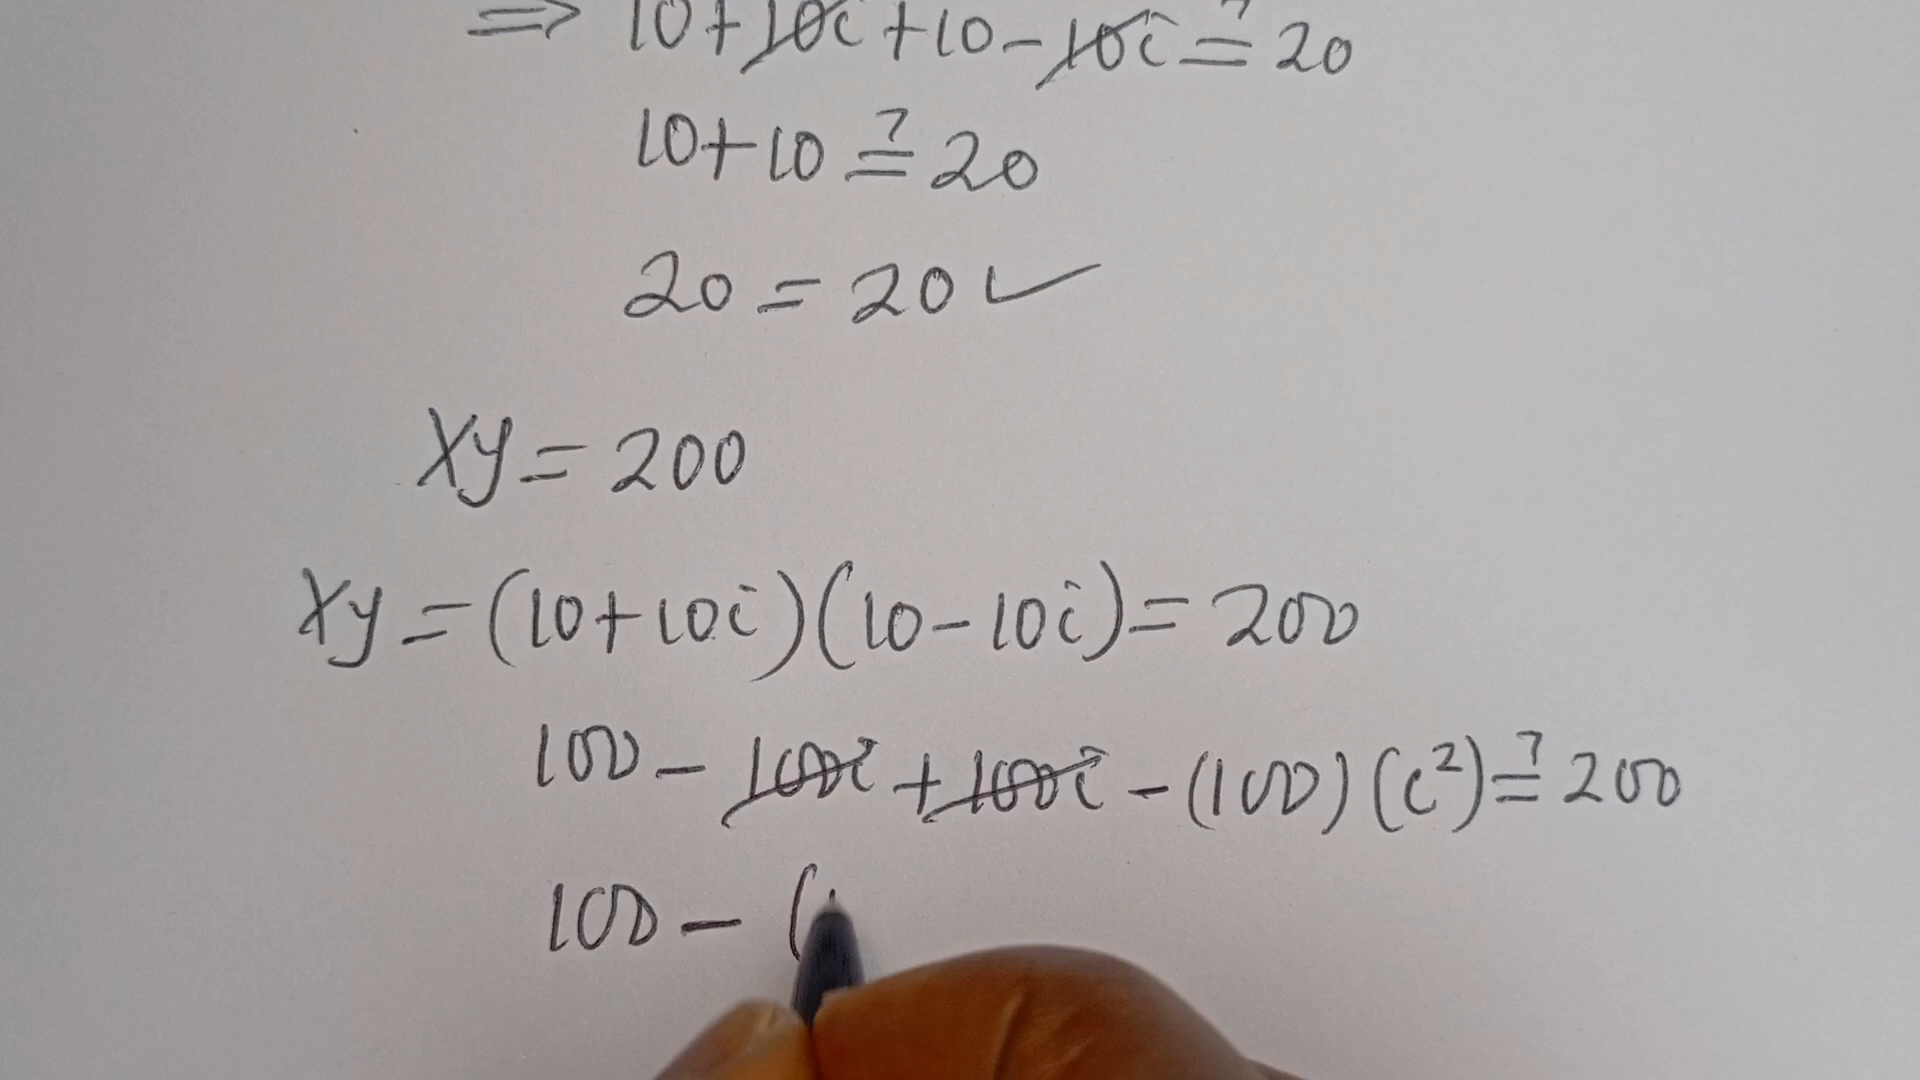 ⇒ 10+10i+10-10i ≟ 20
10+10 ≟ 20
20 = 20 ✓
Xy = 200
Xy = (10+10i)(10-10i) = 200
100 - 100i + 100i - (100)(i²) ≟ 200
100 - (